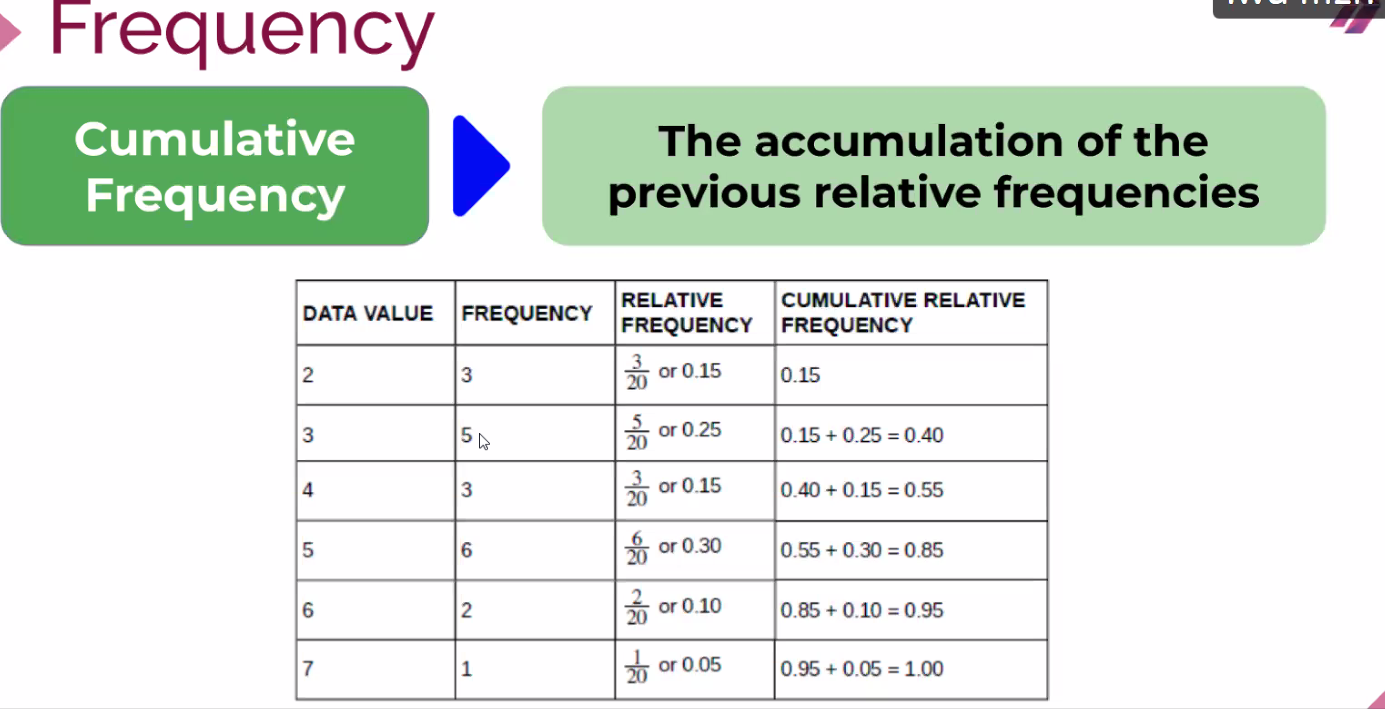 Frequency
Cumulative
Frequency
The accumulation of the
previous relative frequencies
DATA VALUE FREQUENCY RELATIVE FREQUENCY CUMULATIVE RELATIVE FREQUENCY
2 3 3/20 or 0.15 0.15
3 5 5/20 or 0.25 0.15 + 0.25 = 0.40
4 3 3/20 or 0.15 0.40 + 0.15 = 0.55
5 6 6/20 or 0.30 0.55 + 0.30 = 0.85
6 2 2/20 or 0.10 0.85 + 0.10 = 0.95
7 1 1/20 or 0.05 0.95 + 0.05 = 1.00